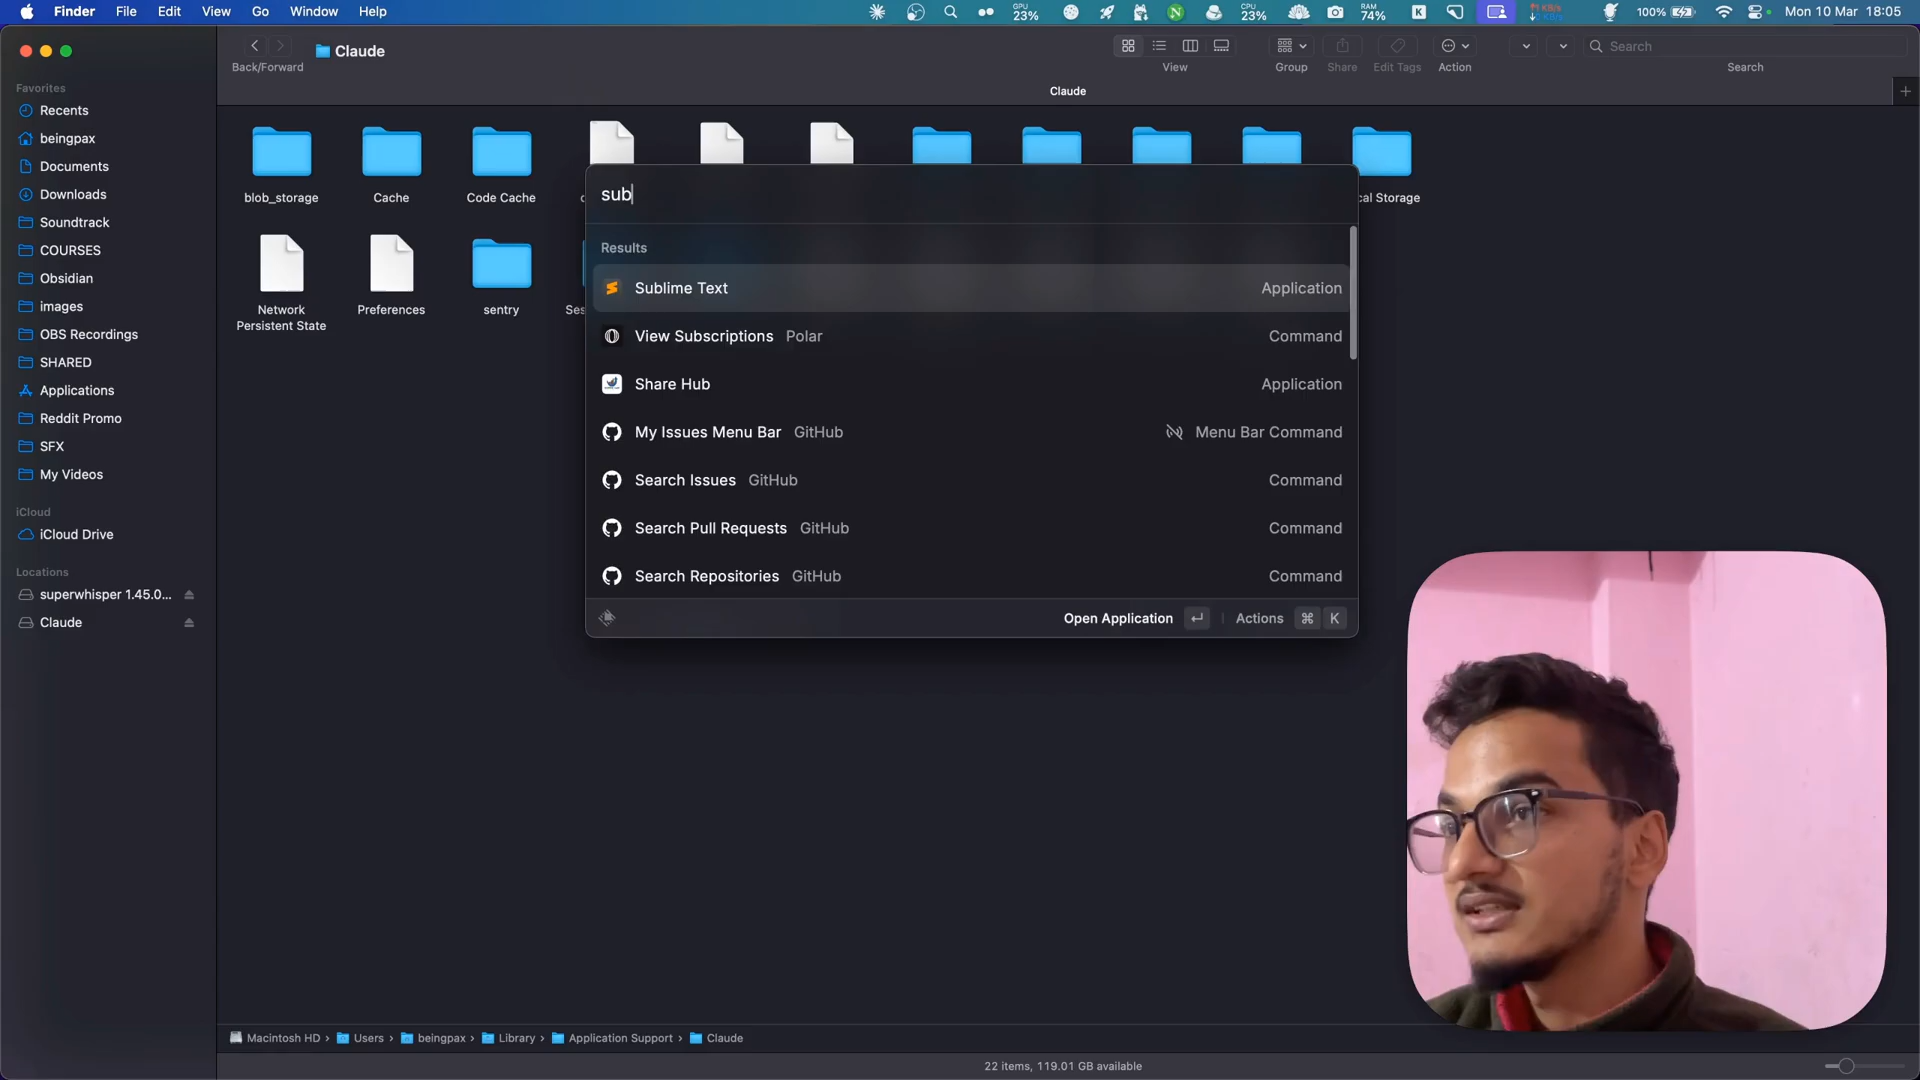 Finder File Edit View Go Window Help
GPU 23% CPU 23% RAM 74% K 100% Mon 10 Mar 18:05
Claude
Back/Forward View Group Share Edit Tags Action Search
Search
Claude
Favorites
Recents
beingpax
Documents
Downloads
Soundtrack
COURSES
Obsidian
images
OBS Recordings
SHARED
Applications
Reddit Promo
SFX
My Videos
iCloud
iCloud Drive
Locations
superwhisper 1.45.0...
Claude
blob_storage Cache Code Cache cal Storage
Network Persistent State
Preferences
sentry
Ses
sub
Results
Sublime Text Application
View Subscriptions Polar Command
Share Hub Application
My Issues Menu Bar GitHub Menu Bar Command
Search Issues GitHub Command
Search Pull Requests GitHub Command
Search Repositories GitHub Command
Open Application ↵ Actions ⌘ K
Macintosh HD › Users › beingpax › Library › Application Support › Claude
22 items, 119.01 GB available